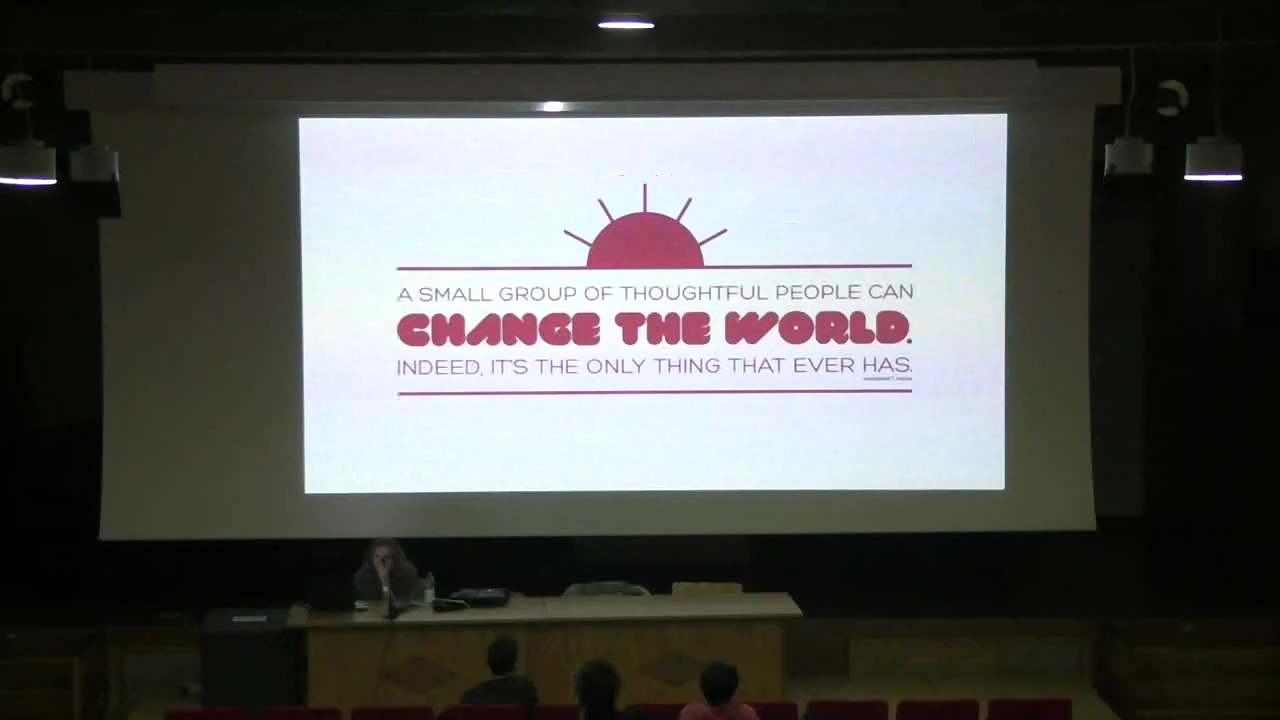 A SMALL GROUP OF THOUGHTFUL PEOPLE CAN
CHANGE THE WORLD.
INDEED, IT'S THE ONLY THING THAT EVER HAS.